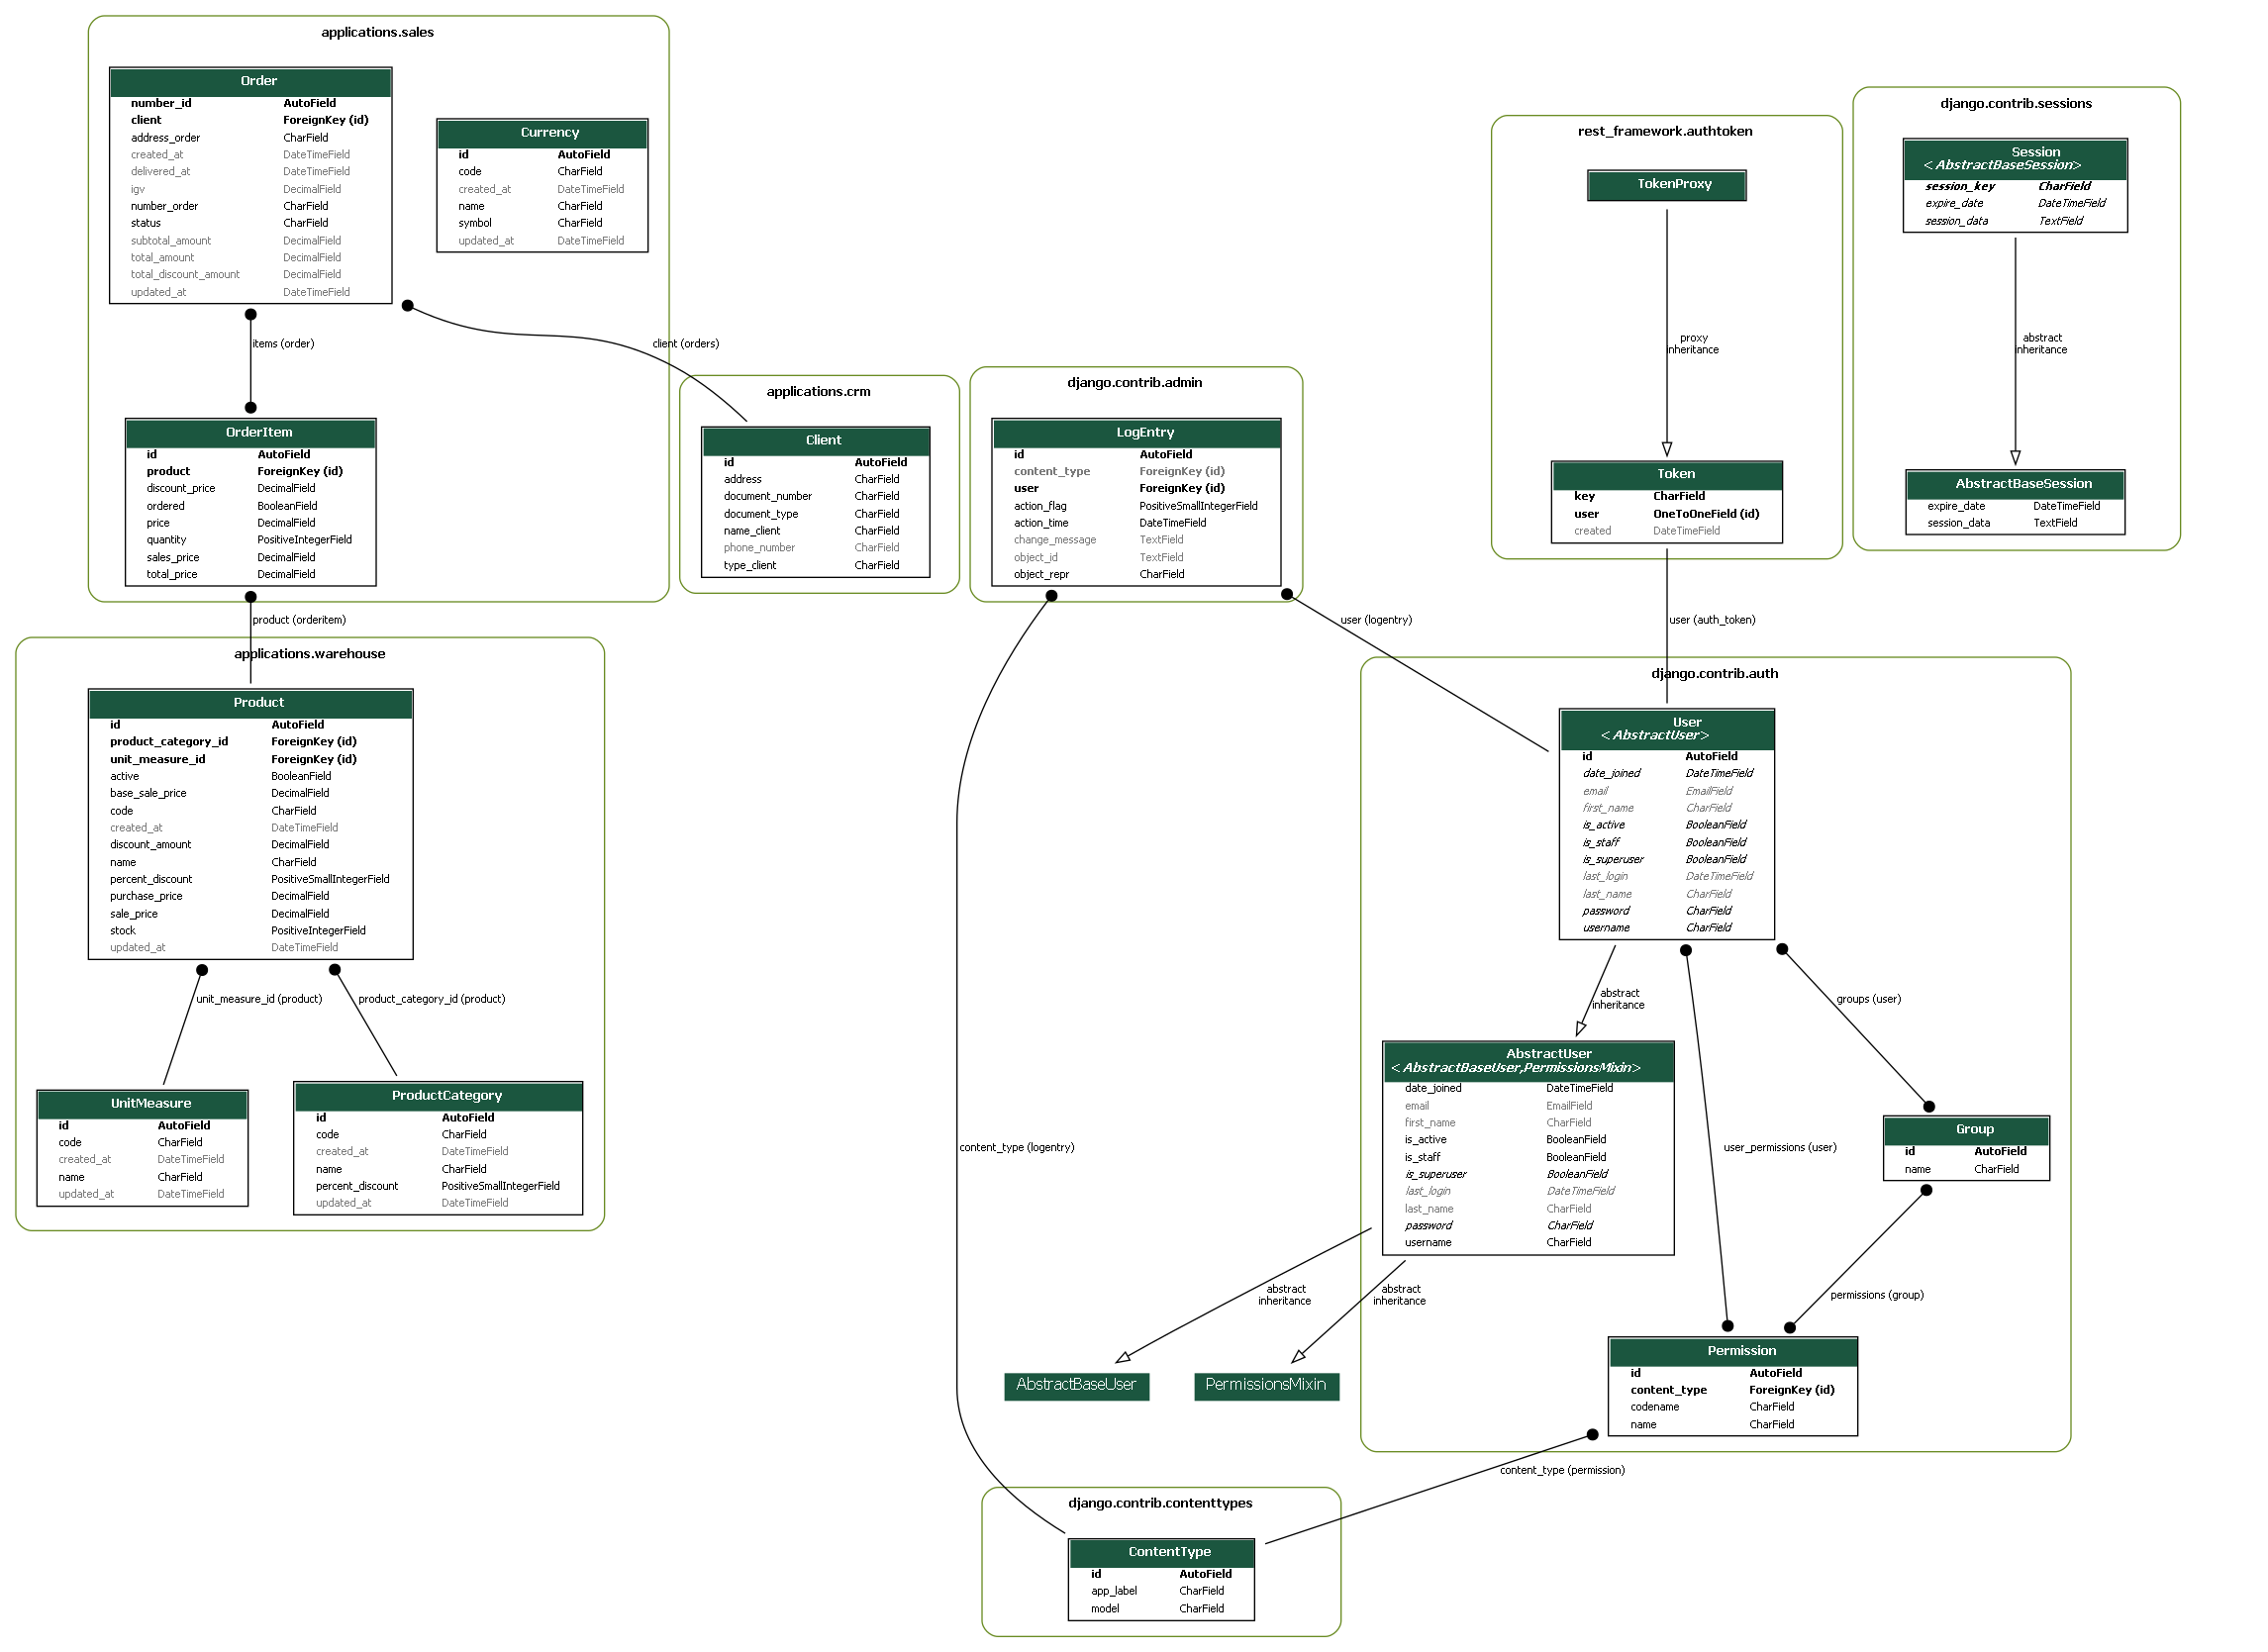 applications.sales
Order
number_id AutoField
client ForeignKey (id)
address_order CharField
created_at DateTimeField
delivered_at DateTimeField
igv DecimalField
number_order CharField
status CharField
subtotal_amount DecimalField
total_amount DecimalField
total_discount_amount DecimalField
updated_at DateTimeField
Currency
id AutoField
code CharField
created_at DateTimeField
name CharField
symbol CharField
updated_at DateTimeField
items (order)
client (orders)
OrderItem
id AutoField
product ForeignKey (id)
discount_price DecimalField
ordered BooleanField
price DecimalField
quantity PositiveIntegerField
sales_price DecimalField
total_price DecimalField
product (orderitem)
applications.crm
Client
id AutoField
address CharField
document_number CharField
document_type CharField
name_client CharField
phone_number CharField
type_client CharField
django.contrib.admin
LogEntry
id AutoField
content_type ForeignKey (id)
user ForeignKey (id)
action_flag PositiveSmallIntegerField
action_time DateTimeField
change_message TextField
object_id TextField
object_repr CharField
user (logentry)
rest_framework.authtoken
TokenProxy
proxy
inheritance
Token
key CharField
user OneToOneField (id)
created DateTimeField
user (auth_token)
django.contrib.sessions
Session
<AbstractBaseSession>
session_key CharField
expire_date DateTimeField
session_data TextField
abstract
inheritance
AbstractBaseSession
expire_date DateTimeField
session_data TextField
applications.warehouse
Product
id AutoField
product_category_id ForeignKey (id)
unit_measure_id ForeignKey (id)
active BooleanField
base_sale_price DecimalField
code CharField
created_at DateTimeField
discount_amount DecimalField
name CharField
percent_discount PositiveSmallIntegerField
purchase_price DecimalField
sale_price DecimalField
stock PositiveIntegerField
updated_at DateTimeField
unit_measure_id (product)
product_category_id (product)
UnitMeasure
id AutoField
code CharField
created_at DateTimeField
name CharField
updated_at DateTimeField
ProductCategory
id AutoField
code CharField
created_at DateTimeField
name CharField
percent_discount PositiveSmallIntegerField
updated_at DateTimeField
content_type (logentry)
django.contrib.auth
User
<AbstractUser>
id AutoField
date_joined DateTimeField
email EmailField
first_name CharField
is_active BooleanField
is_staff BooleanField
is_superuser BooleanField
last_login DateTimeField
last_name CharField
password CharField
username CharField
abstract
inheritance
groups (user)
user_permissions (user)
AbstractUser
<AbstractBaseUser,PermissionsMixin>
date_joined DateTimeField
email EmailField
first_name CharField
is_active BooleanField
is_staff BooleanField
is_superuser BooleanField
last_login DateTimeField
last_name CharField
password CharField
username CharField
Group
id AutoField
name CharField
abstract
inheritance
abstract
inheritance
permissions (group)
AbstractBaseUser
PermissionsMixin
Permission
id AutoField
content_type ForeignKey (id)
codename CharField
name CharField
content_type (permission)
django.contrib.contenttypes
ContentType
id AutoField
app_label CharField
model CharField